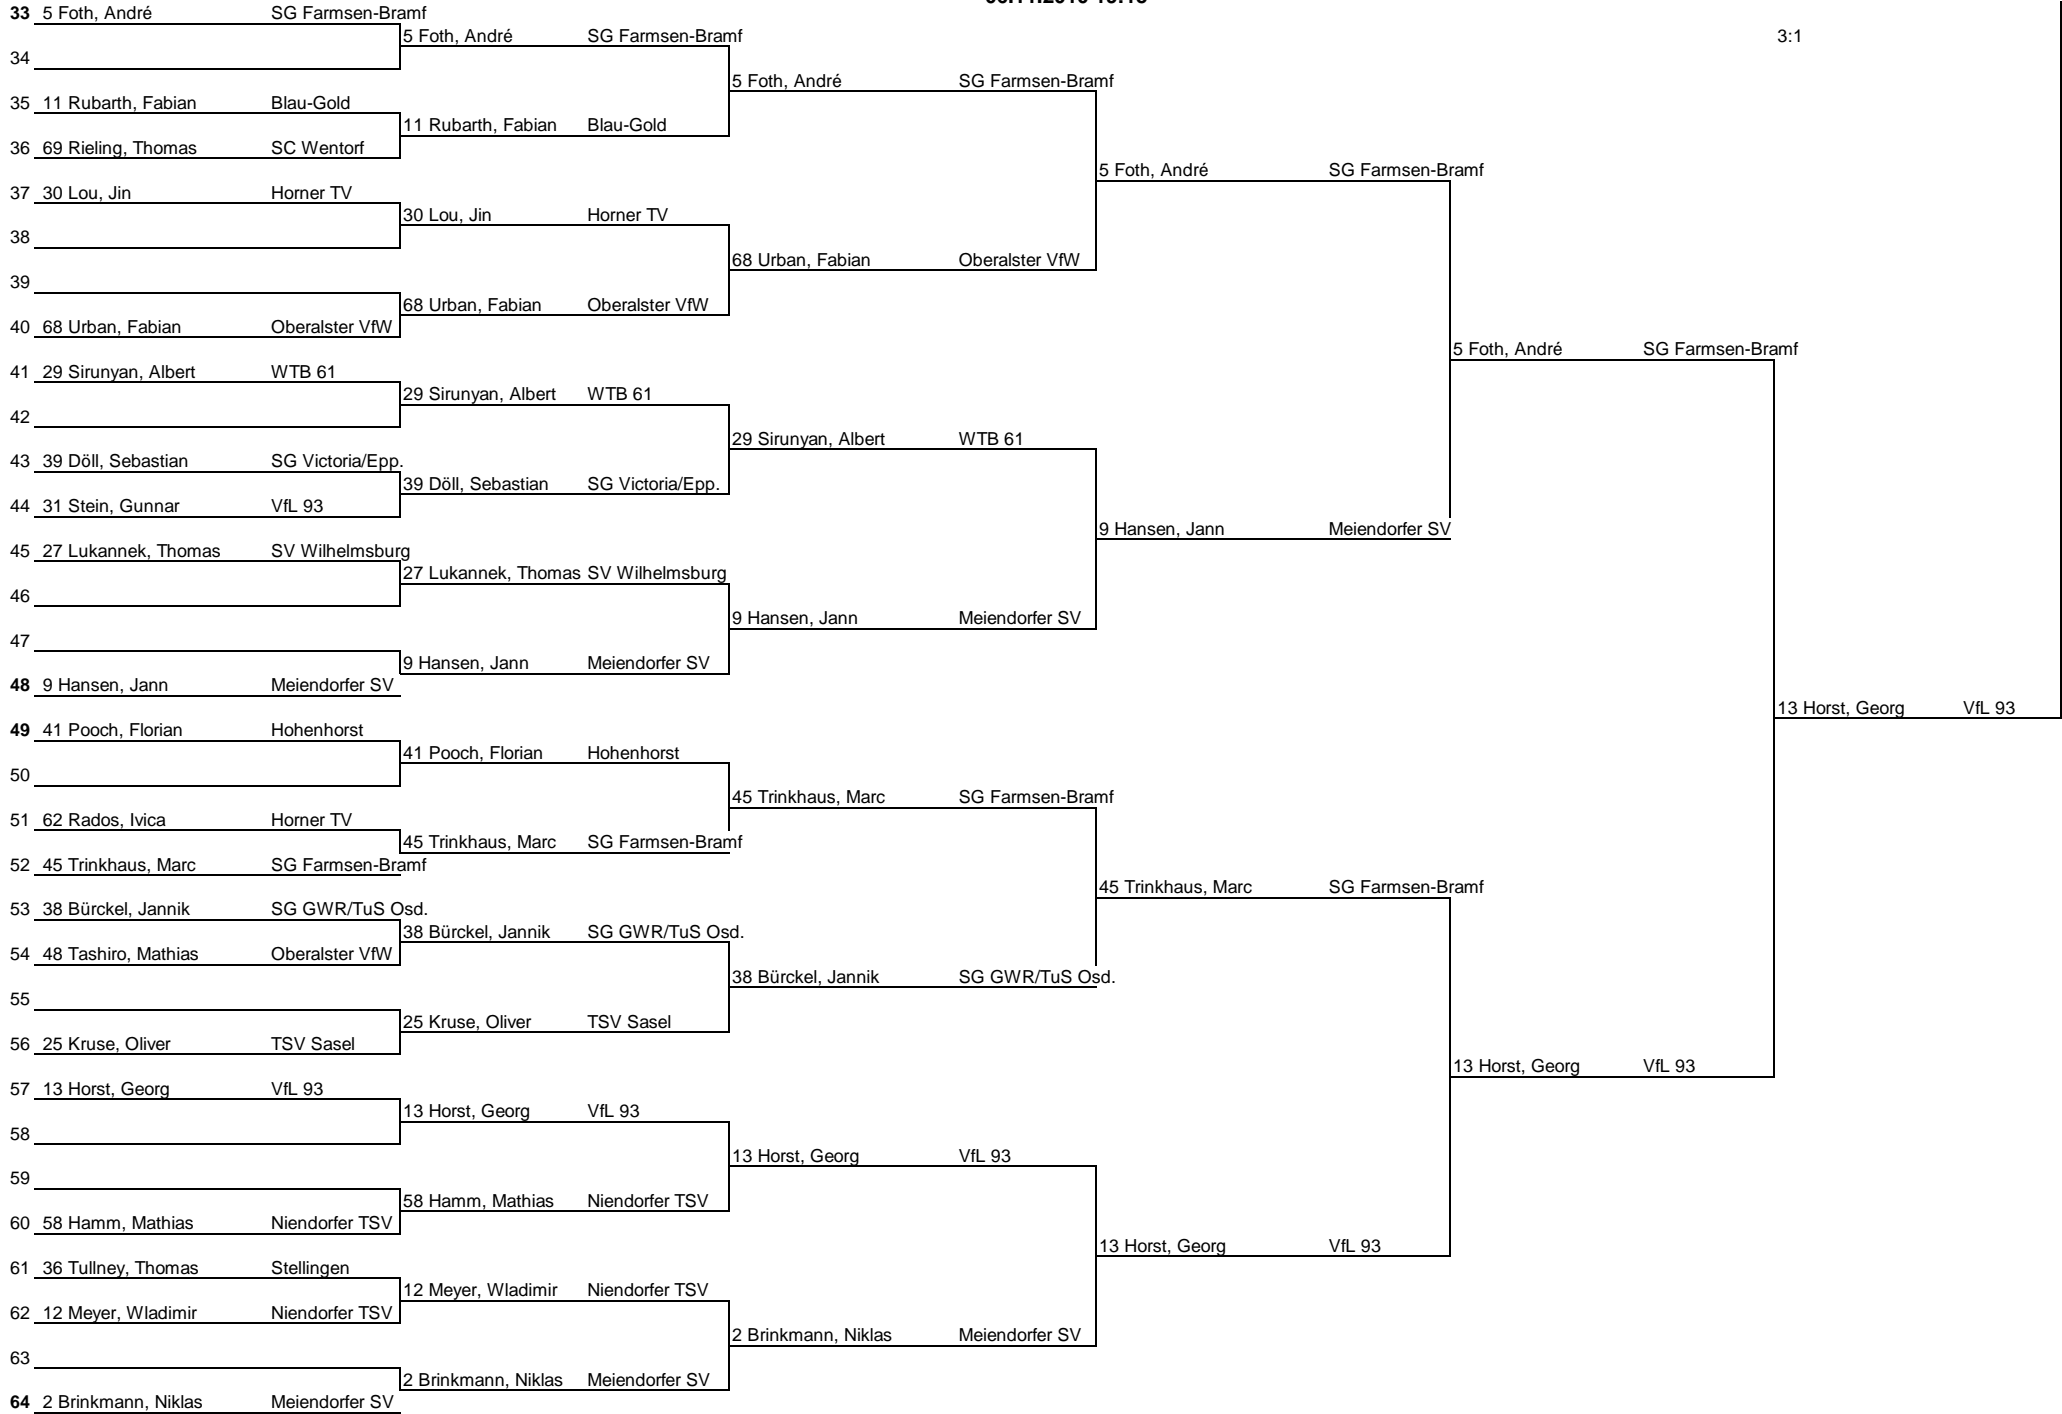 33 5 Foth, André SG Farmsen-Bramf
5 Foth, André SG Farmsen-Bramf 3:1
34
5 Foth, André SG Farmsen-Bramf
35 11 Rubarth, Fabian Blau-Gold
11 Rubarth, Fabian Blau-Gold
36 69 Rieling, Thomas SC Wentorf
5 Foth, André SG Farmsen-Bramf
37 30 Lou, Jin Horner TV
30 Lou, Jin Horner TV
38
68 Urban, Fabian Oberalster VfW
39
68 Urban, Fabian Oberalster VfW
40 68 Urban, Fabian Oberalster VfW
5 Foth, André SG Farmsen-Bramf
41 29 Sirunyan, Albert WTB 61
29 Sirunyan, Albert WTB 61
42
29 Sirunyan, Albert WTB 61
43 39 Döll, Sebastian SG Victoria/Epp.
39 Döll, Sebastian SG Victoria/Epp.
44 31 Stein, Gunnar VfL 93
9 Hansen, Jann Meiendorfer SV
45 27 Lukannek, Thomas SV Wilhelmsburg
27 Lukannek, Thomas SV Wilhelmsburg
46
9 Hansen, Jann Meiendorfer SV
47
9 Hansen, Jann Meiendorfer SV
48 9 Hansen, Jann Meiendorfer SV
13 Horst, Georg VfL 93
49 41 Pooch, Florian Hohenhorst
41 Pooch, Florian Hohenhorst
50
45 Trinkhaus, Marc SG Farmsen-Bramf
51 62 Rados, Ivica Horner TV
45 Trinkhaus, Marc SG Farmsen-Bramf
52 45 Trinkhaus, Marc SG Farmsen-Bramf
45 Trinkhaus, Marc SG Farmsen-Bramf
53 38 Bürckel, Jannik SG GWR/TuS Osd.
38 Bürckel, Jannik SG GWR/TuS Osd.
54 48 Tashiro, Mathias Oberalster VfW
38 Bürckel, Jannik SG GWR/TuS Osd.
55
25 Kruse, Oliver TSV Sasel
56 25 Kruse, Oliver TSV Sasel
13 Horst, Georg VfL 93
57 13 Horst, Georg VfL 93
13 Horst, Georg VfL 93
58
13 Horst, Georg VfL 93
59
58 Hamm, Mathias Niendorfer TSV
60 58 Hamm, Mathias Niendorfer TSV
13 Horst, Georg VfL 93
61 36 Tullney, Thomas Stellingen
12 Meyer, Wladimir Niendorfer TSV
62 12 Meyer, Wladimir Niendorfer TSV
2 Brinkmann, Niklas Meiendorfer SV
63
2 Brinkmann, Niklas Meiendorfer SV
64 2 Brinkmann, Niklas Meiendorfer SV